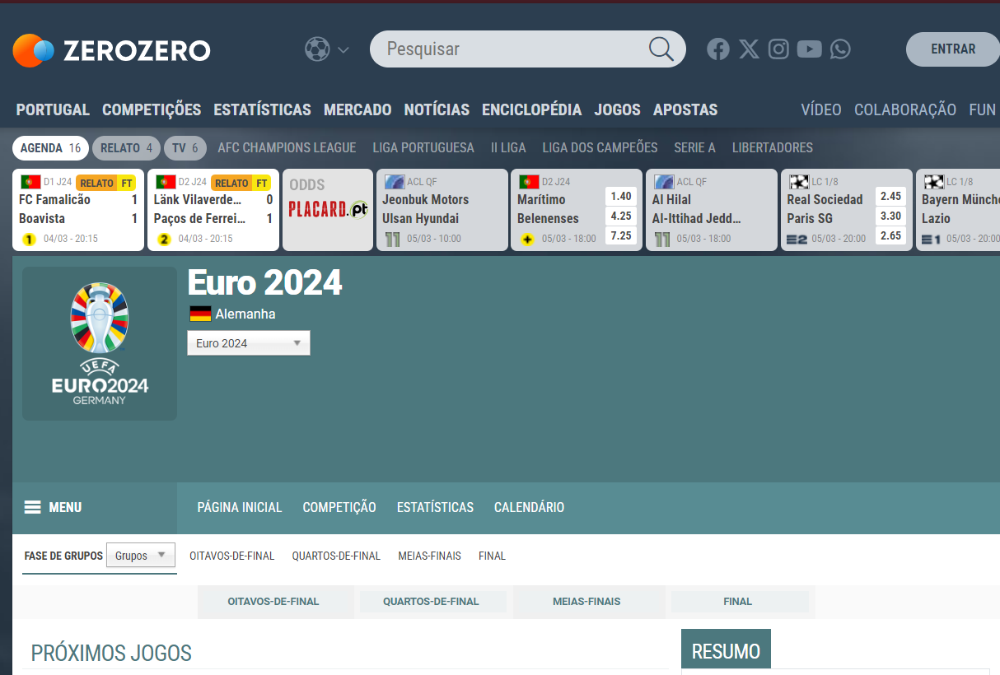 ZEROZERO
Pesquisar
ENTRAR
PORTUGAL COMPETIÇÕES ESTATÍSTICAS MERCADO NOTÍCIAS ENCICLOPÉDIA JOGOS APOSTAS VÍDEO COLABORAÇÃO FUN
AGENDA 16 RELATO 4 TV 6 AFC CHAMPIONS LEAGUE LIGA PORTUGUESA II LIGA LIGA DOS CAMPEÕES SERIE A LIBERTADORES
D1 J24 RELATO FT
FC Famalicão 1
Boavista 1
1 04/03 - 20:15
D2 J24 RELATO FT
Länk Vilaverde... 0
Paços de Ferrei... 1
2 04/03 - 20:15
ODDS
PLACARD.pt
ACL QF
Jeonbuk Motors
Ulsan Hyundai
11 05/03 - 10:00
D2 J24
Marítimo 1.40
Belenenses 4.25
+ 05/03 - 18:00 7.25
ACL QF
Al Hilal
Al-Ittihad Jedd...
11 05/03 - 18:00
LC 1/8
Real Sociedad 2.45
Paris SG 3.30
2 05/03 - 20:00 2.65
LC 1/8
Bayern Münche
Lazio
1 05/03 - 20:00
Euro 2024
Alemanha
Euro 2024
UEFA
EURO2024
GERMANY
MENU PÁGINA INICIAL COMPETIÇÃO ESTATÍSTICAS CALENDÁRIO
FASE DE GRUPOS Grupos OITAVOS-DE-FINAL QUARTOS-DE-FINAL MEIAS-FINAIS FINAL
OITAVOS-DE-FINAL QUARTOS-DE-FINAL MEIAS-FINAIS FINAL
PRÓXIMOS JOGOS
RESUMO